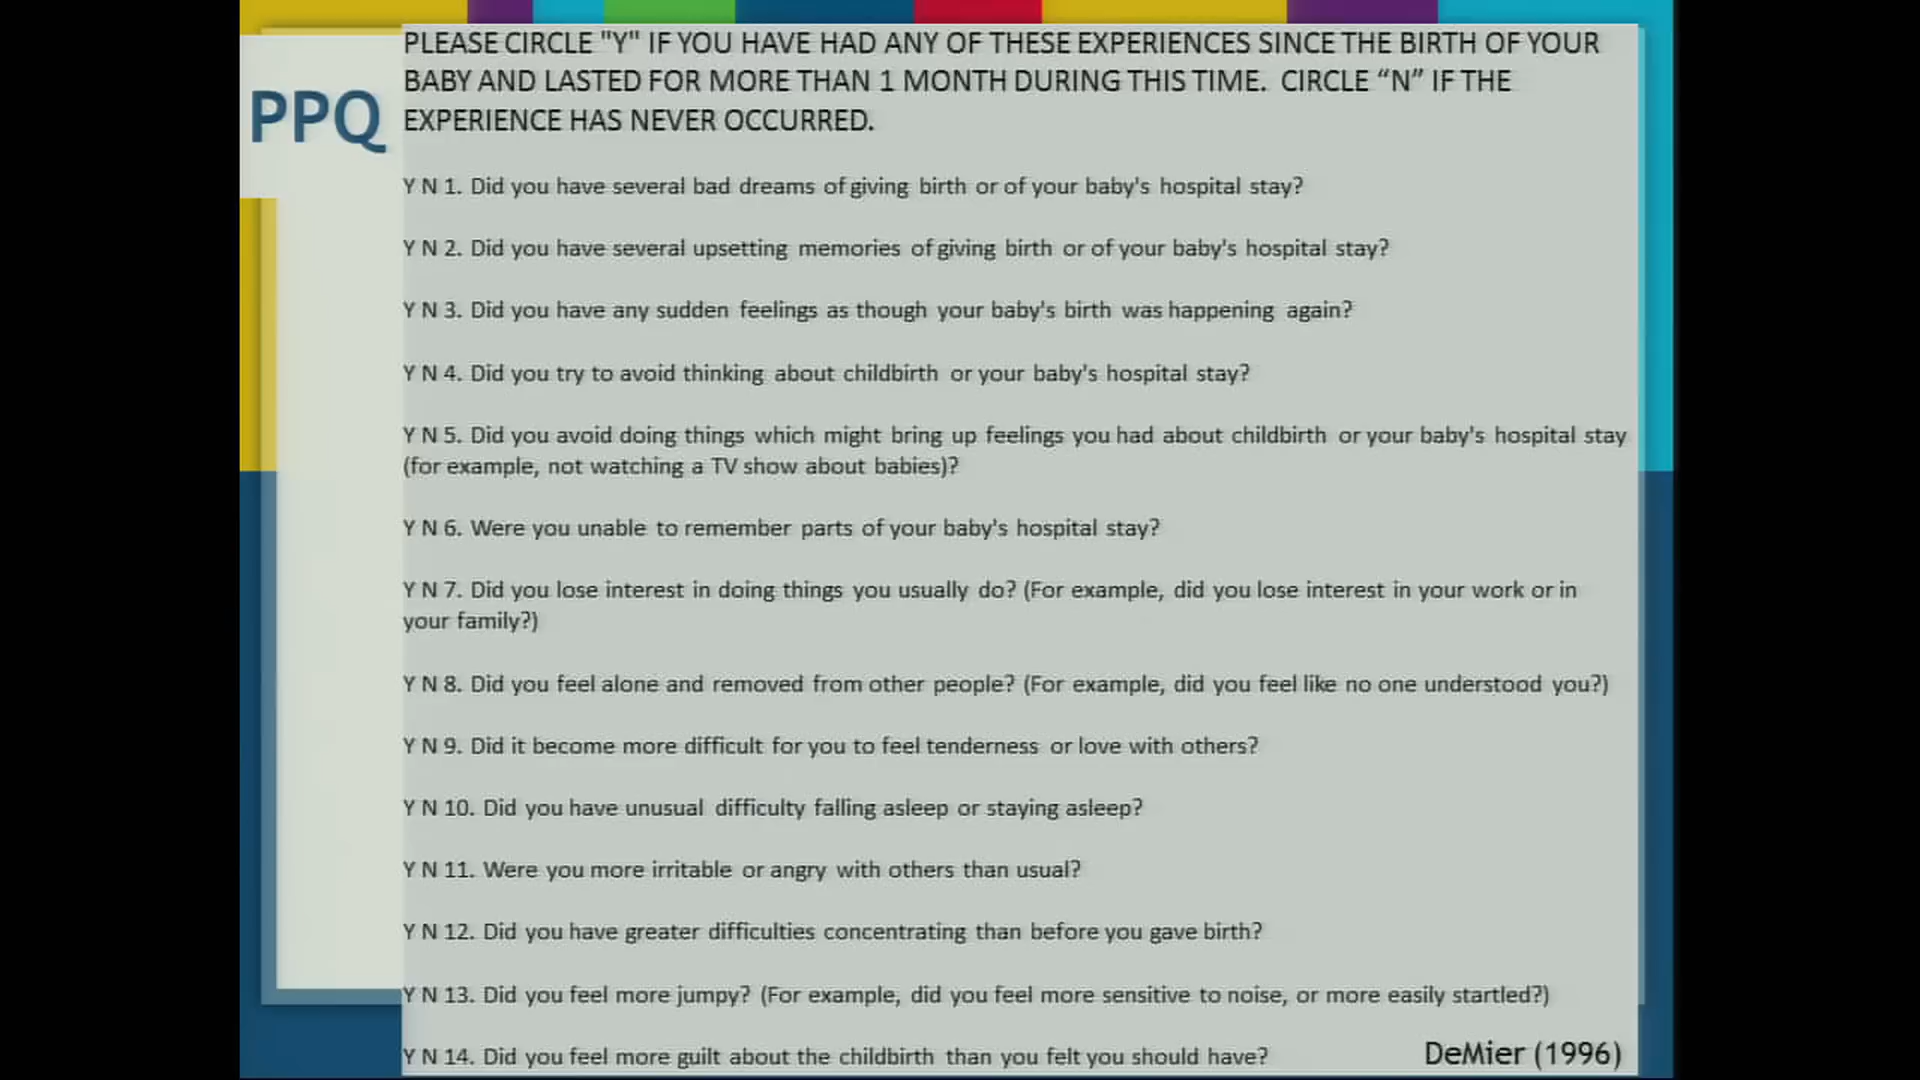 PPQ
PLEASE CIRCLE "Y" IF YOU HAVE HAD ANY OF THESE EXPERIENCES SINCE THE BIRTH OF YOUR
BABY AND LASTED FOR MORE THAN 1 MONTH DURING THIS TIME. CIRCLE “N” IF THE
EXPERIENCE HAS NEVER OCCURRED.
Y N 1. Did you have several bad dreams of giving birth or of your baby's hospital stay?
Y N 2. Did you have several upsetting memories of giving birth or of your baby's hospital stay?
Y N 3. Did you have any sudden feelings as though your baby's birth was happening again?
Y N 4. Did you try to avoid thinking about childbirth or your baby's hospital stay?
Y N 5. Did you avoid doing things which might bring up feelings you had about childbirth or your baby's hospital stay
(for example, not watching a TV show about babies)?
Y N 6. Were you unable to remember parts of your baby's hospital stay?
Y N 7. Did you lose interest in doing things you usually do? (For example, did you lose interest in your work or in
your family?)
Y N 8. Did you feel alone and removed from other people? (For example, did you feel like no one understood you?)
Y N 9. Did it become more difficult for you to feel tenderness or love with others?
Y N 10. Did you have unusual difficulty falling asleep or staying asleep?
Y N 11. Were you more irritable or angry with others than usual?
Y N 12. Did you have greater difficulties concentrating than before you gave birth?
Y N 13. Did you feel more jumpy? (For example, did you feel more sensitive to noise, or more easily startled?)
Y N 14. Did you feel more guilt about the childbirth than you felt you should have?
DeMier (1996)